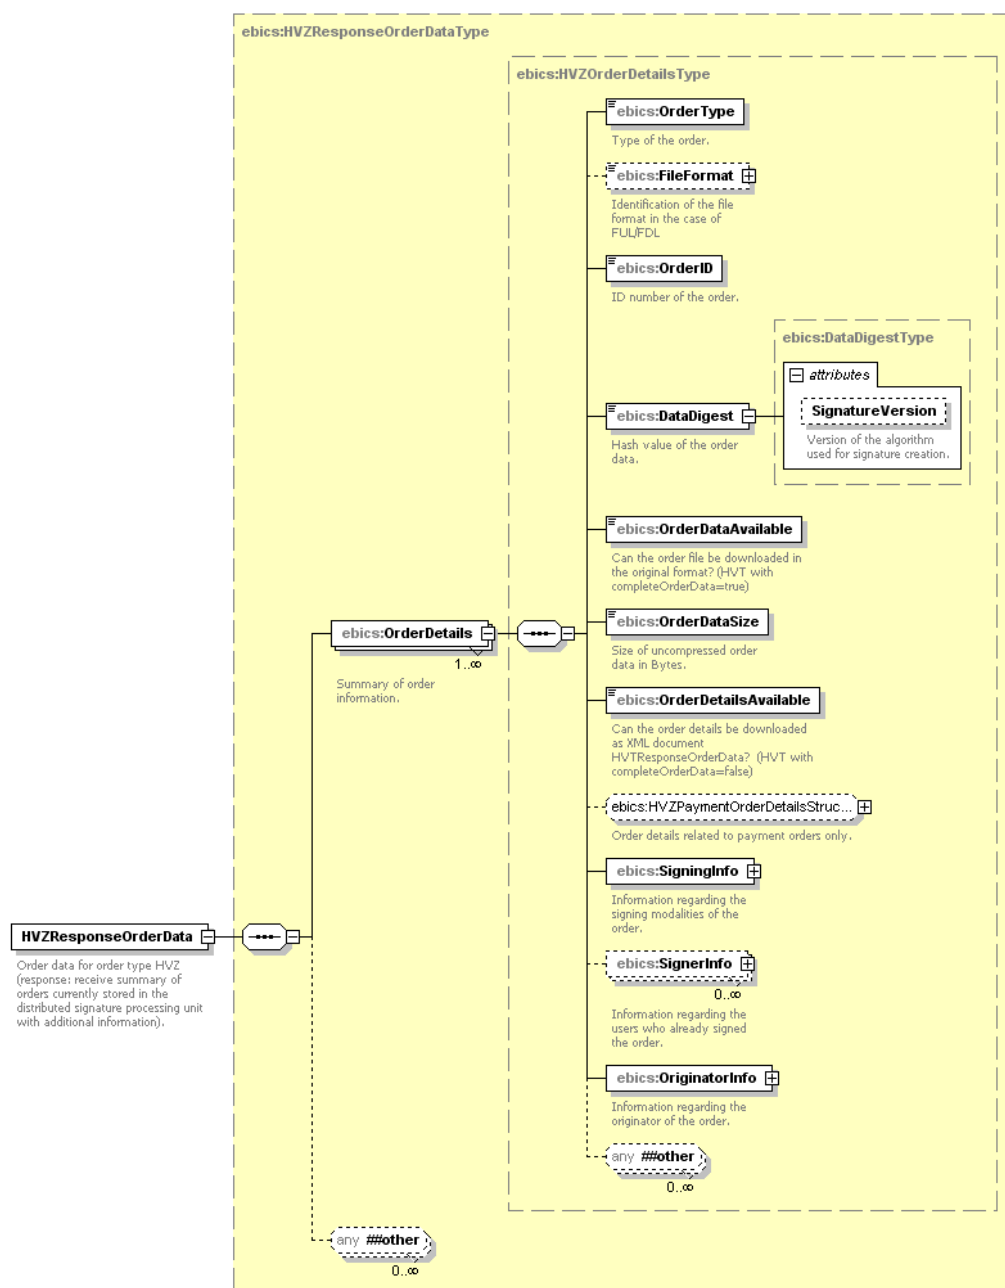 ebics:HVZResponseOrderDataType
ebics:HVZOrderDetailsType
ebics:OrderType
Type of the order.
ebics:FileFormat
Identification of the file
format in the case of
FUL/FDL
ebics:OrderID
ID number of the order.
ebics:DataDigestType
attributes
SignatureVersion
Version of the algorithm
used for signature creation.
ebics:DataDigest
Hash value of the order
data.
ebics:OrderDataAvailable
Can the order file be downloaded in
the original format? (HVT with
completeOrderData=true)
ebics:OrderDetails
1..∞
Summary of order
information.
ebics:OrderDataSize
Size of uncompressed order
data in Bytes.
ebics:OrderDetailsAvailable
Can the order details be downloaded
as XML document
HVTResponseOrderData? (HVT with
completeOrderData=false)
ebics:HVZPaymentOrderDetailsStruc...
Order details related to payment orders only.
ebics:SigningInfo
Information regarding the
signing modalities of the
order.
HVZResponseOrderData
Order data for order type HVZ
(response: receive summary of
orders currently stored in the
distributed signature processing unit
with additional information).
ebics:SignerInfo
0..∞
Information regarding the
users who already signed
the order.
ebics:OriginatorInfo
Information regarding the
originator of the order.
any ##other
0..∞
any ##other
0..∞